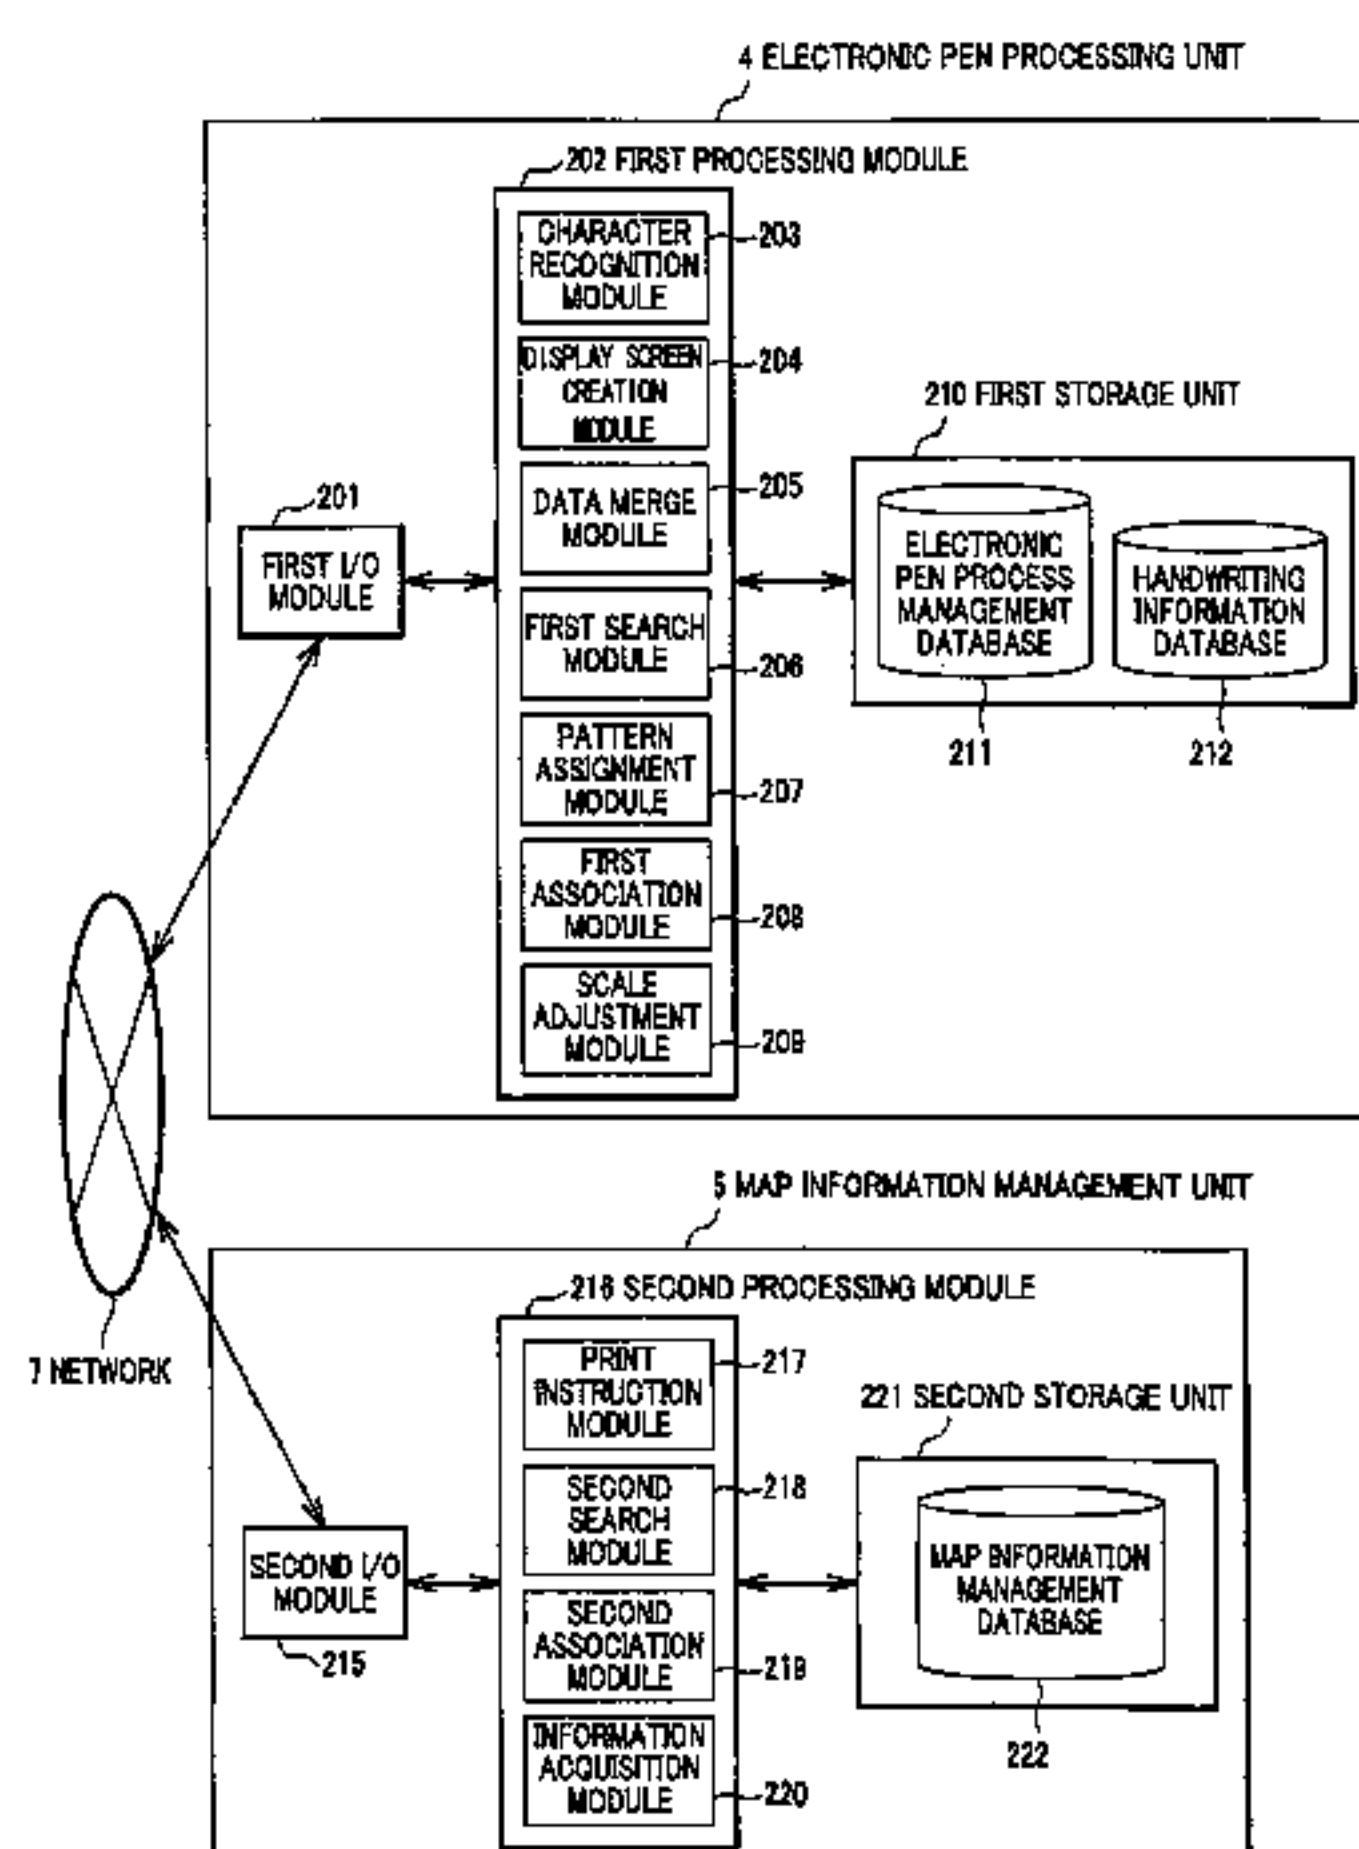 4 ELECTRONIC PEN PROCESSING UNIT
202 FIRST PROCESSING MODULE
CHARACTER
RECOGNITION
MODULE
203
DISPLAY SCREEN
CREATION
MODULE
204
DATA MERGE
MODULE
205
FIRST SEARCH
MODULE
206
PATTERN
ASSIGNMENT
MODULE
207
FIRST
ASSOCIATION
MODULE
208
SCALE
ADJUSTMENT
MODULE
209
201
FIRST I/O
MODULE
210 FIRST STORAGE UNIT
ELECTRONIC
PEN PROCESS
MANAGEMENT
DATABASE
211
HANDWRITING
INFORMATION
DATABASE
212
7 NETWORK
5 MAP INFORMATION MANAGEMENT UNIT
216 SECOND PROCESSING MODULE
PRINT
INSTRUCTION
MODULE
217
SECOND
SEARCH
MODULE
218
SECOND
ASSOCIATION
MODULE
219
INFORMATION
ACQUISITION
MODULE
220
SECOND I/O
MODULE
215
221 SECOND STORAGE UNIT
MAP INFORMATION
MANAGEMENT
DATABASE
222